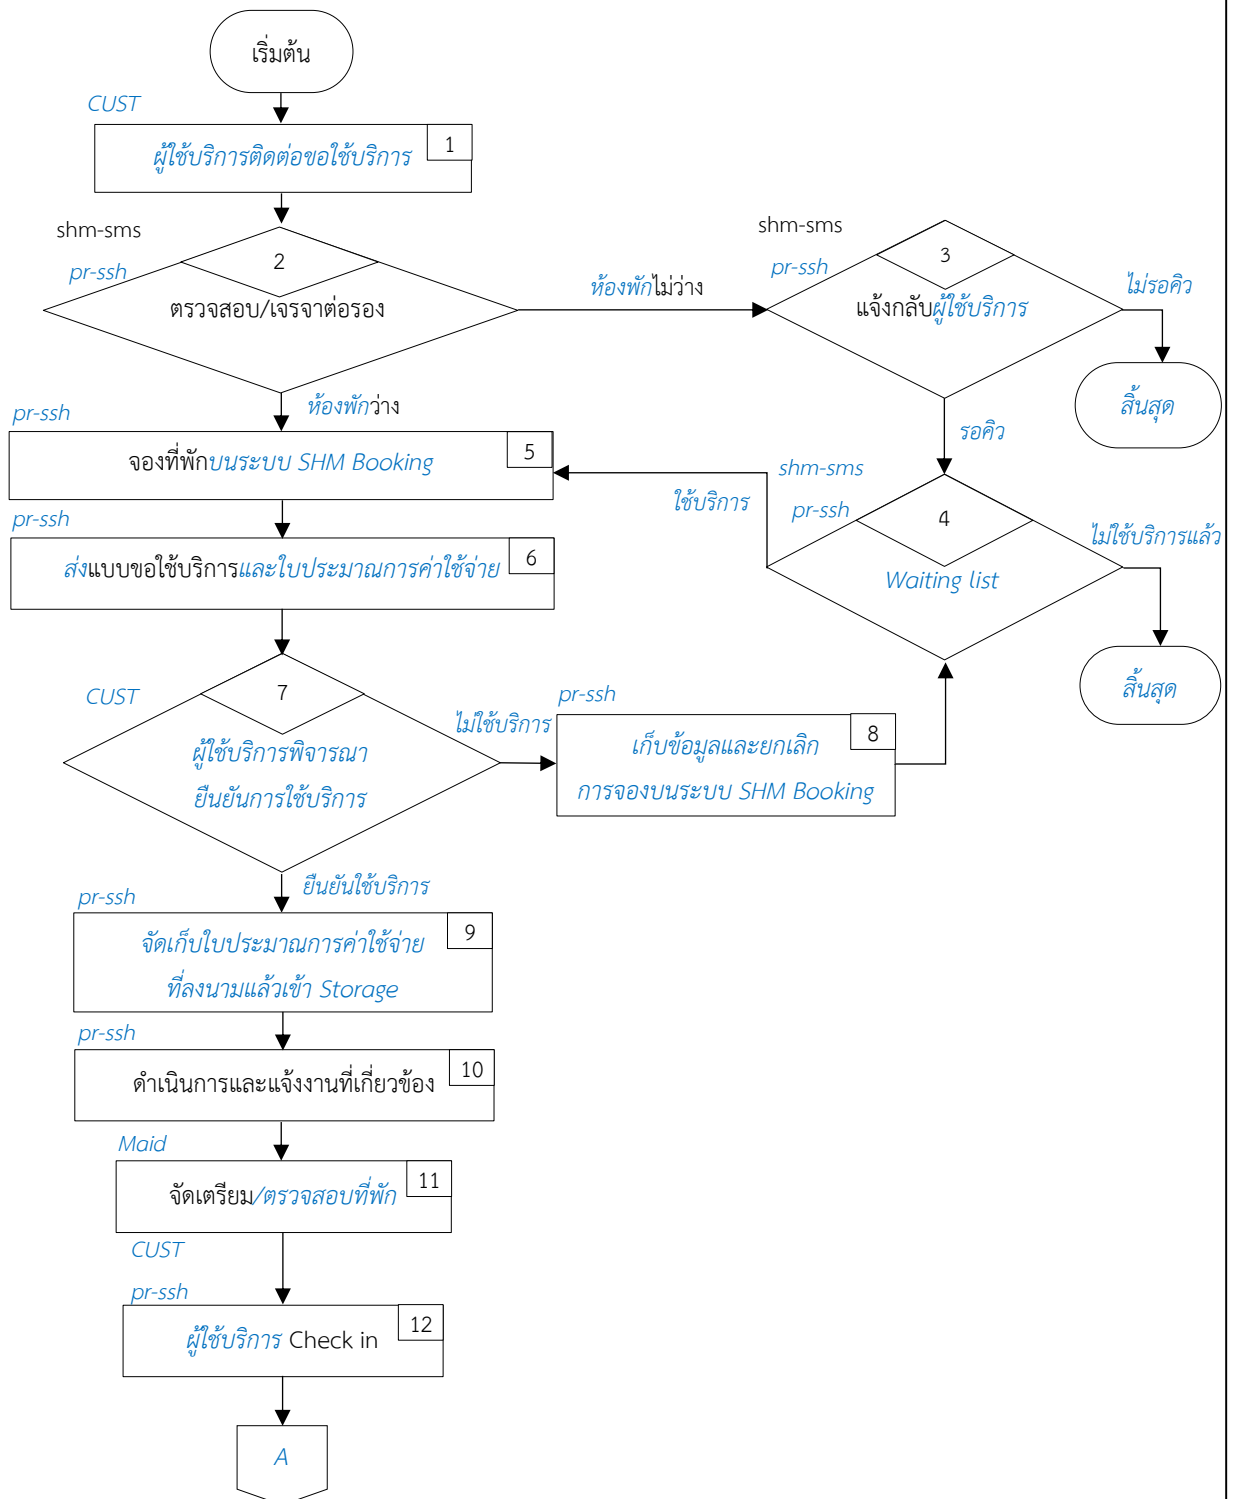 เริ่มต้น
CUST
1
ผู้ใช้บริการติดต่อขอใช้บริการ
shm-sms
pr-ssh
2
ตรวจสอบ/เจรจาต่อรอง
ห้องพักไม่ว่าง
shm-sms
pr-ssh
3
แจ้งกลับผู้ใช้บริการ
ไม่รอคิว
สิ้นสุด
ห้องพักว่าง
รอคิว
pr-ssh
5
จองที่พักบนระบบ SHM Booking
shm-sms
pr-ssh
4
Waiting list
ใช้บริการ
ไม่ใช้บริการแล้ว
สิ้นสุด
pr-ssh
6
ส่งแบบขอใช้บริการและใบประมาณการค่าใช้จ่าย
CUST
7
ผู้ใช้บริการพิจารณา
ยืนยันการใช้บริการ
ไม่ใช้บริการ
pr-ssh
8
เก็บข้อมูลและยกเลิก
การจองบนระบบ SHM Booking
ยืนยันใช้บริการ
pr-ssh
9
จัดเก็บใบประมาณการค่าใช้จ่าย
ที่ลงนามแล้วเข้า Storage
pr-ssh
10
ดำเนินการและแจ้งงานที่เกี่ยวข้อง
Maid
11
จัดเตรียม/ตรวจสอบที่พัก
CUST
pr-ssh
12
ผู้ใช้บริการ Check in
A